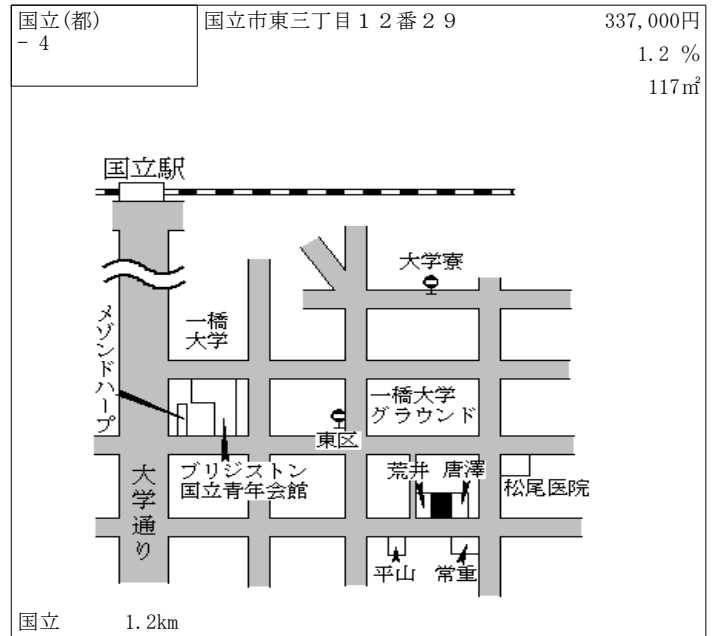 国立(都)
- 4
国立市東三丁目１２番２９
337,000円
1.2 %
117㎡
国立駅
大学寮
一橋
大学
メゾンドハープ
一橋大学
グラウンド
東区
ブリジストン
国立青年会館
大学通り
荒井
唐澤
松尾医院
平山
常重
国立 1.2km